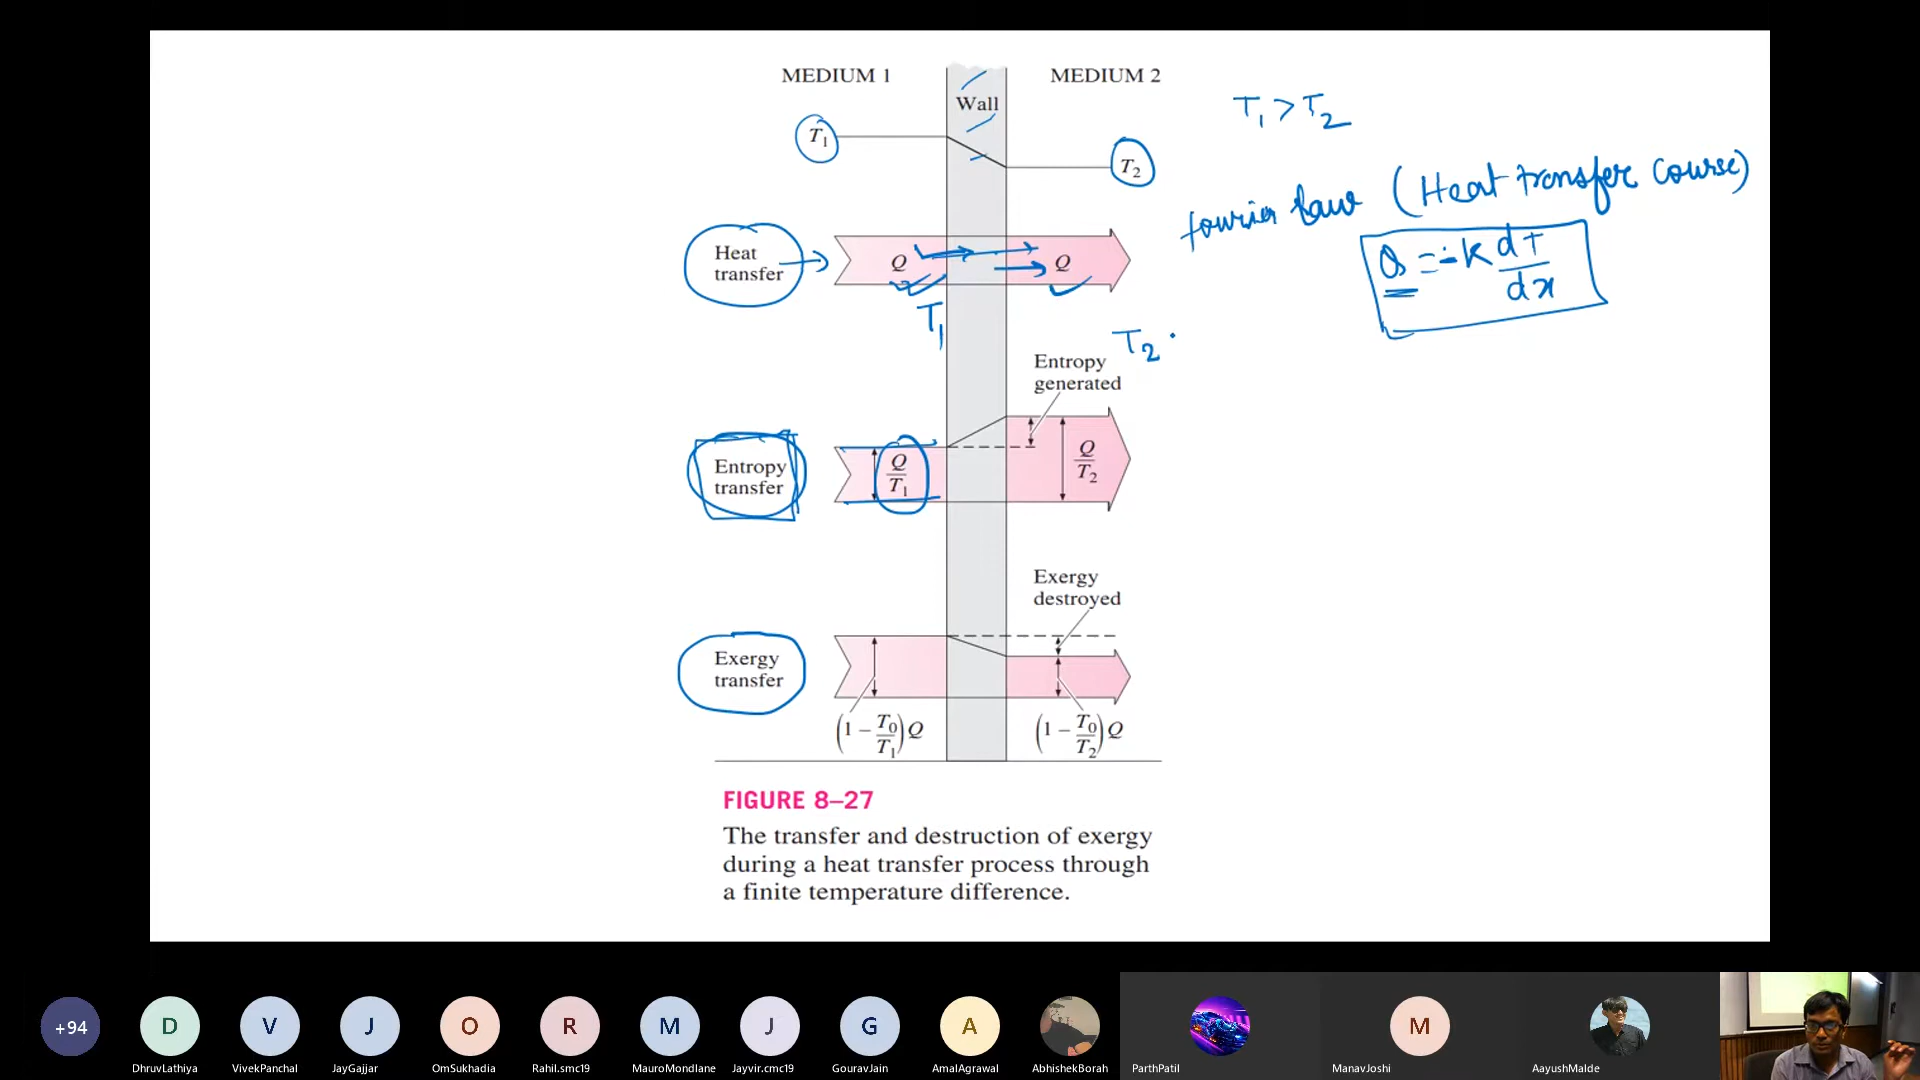 MEDIUM 1
MEDIUM 2
Wall
T1
T2
T1 > T2
fourier law (Heat transfer course)
Q = -k dT/dx
Heat
transfer
Q
Q
T1
T2
Entropy
generated
Entropy
transfer
Q/T1
Q/T2
Exergy
destroyed
Exergy
transfer
(1 − T0/T1)Q
(1 − T0/T2)Q
FIGURE 8–27
The transfer and destruction of exergy
during a heat transfer process through
a finite temperature difference.
+94
D
V
J
O
R
M
J
G
A
M
DhruvLathiya
VivekPanchal
JayGajjar
OmSukhadia
Rahil.smc19
MauroMondlane
Jayvir.cmc19
GouravJain
AmalAgrawal
AbhishekBorah
ParthPatil
ManavJoshi
AayushMalde